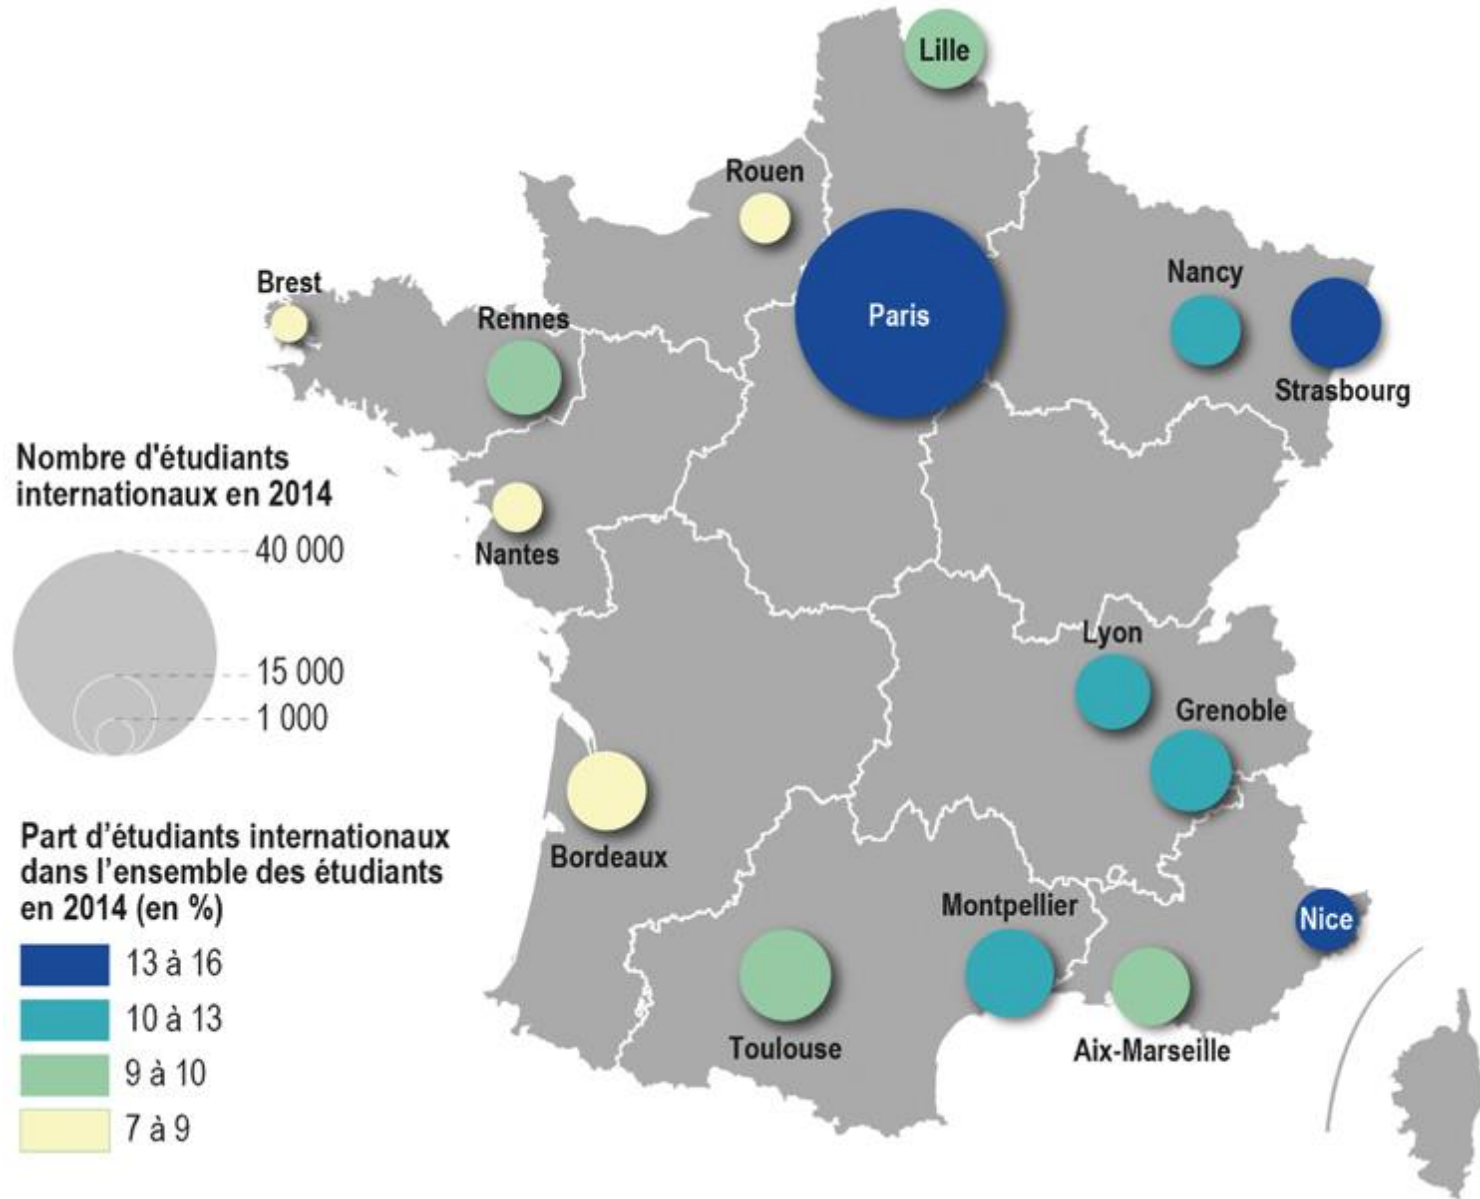 Lille
Rouen
Nancy
Brest
Rennes
Paris
Strasbourg
Nombre d'étudiants
internationaux en 2014
40 000
15 000
1 000
Nantes
Lyon
Grenoble
Bordeaux
Montpellier
Nice
Toulouse
Aix-Marseille
Part d’étudiants internationaux
dans l’ensemble des étudiants
en 2014 (en %)
13 à 16
10 à 13
9 à 10
7 à 9